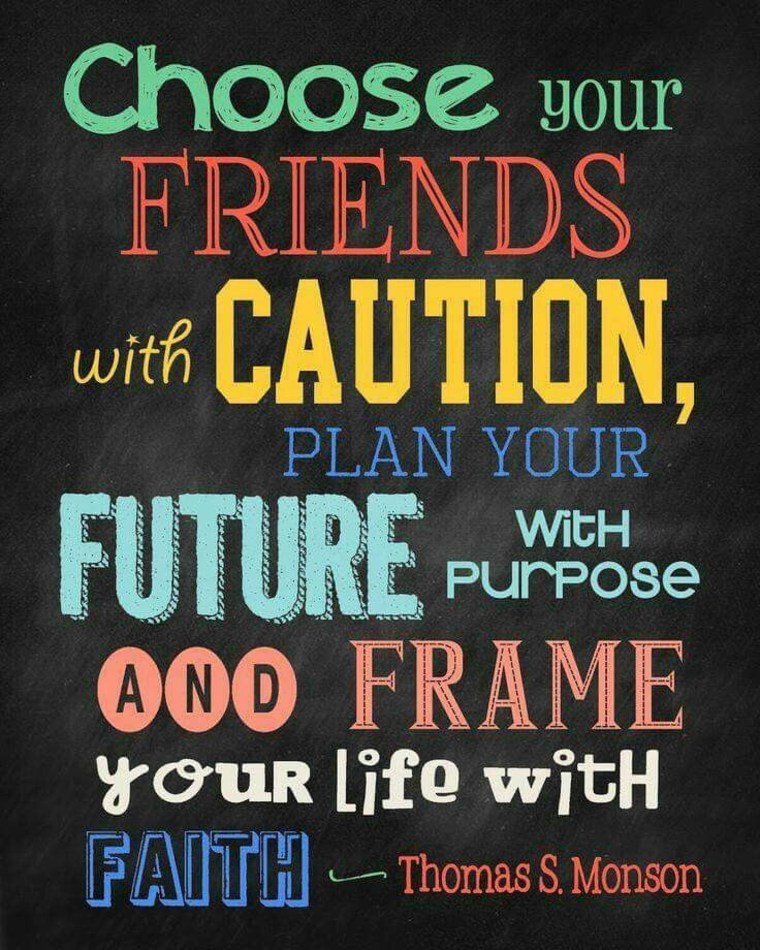 Choose your
FRIENDS
with CAUTION,
PLAN YOUR
FUTURE WitH PurPose
AND FRAME
youR Life witH
FAITH ~ Thomas S. Monson